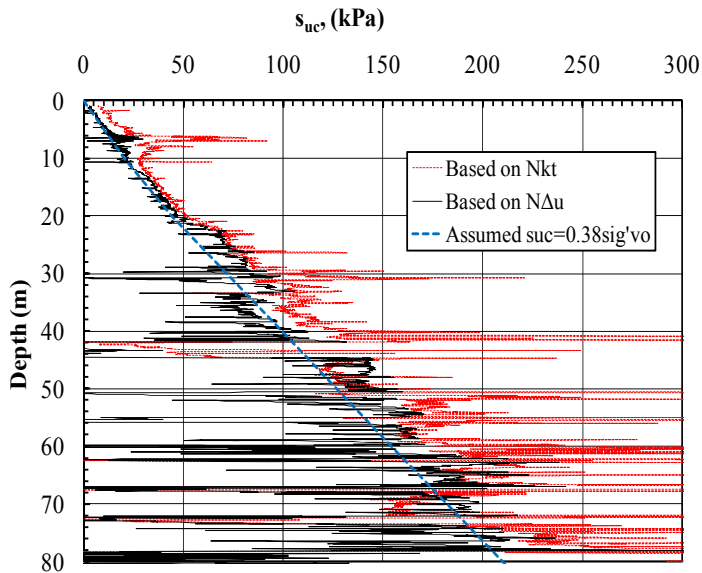 s_uc, (kPa)
0 50 100 150 200 250 300
0
10
20
30
40
50
60
70
80
Depth (m)
Based on Nkt
Based on NΔu
Assumed suc=0.38sig'vo